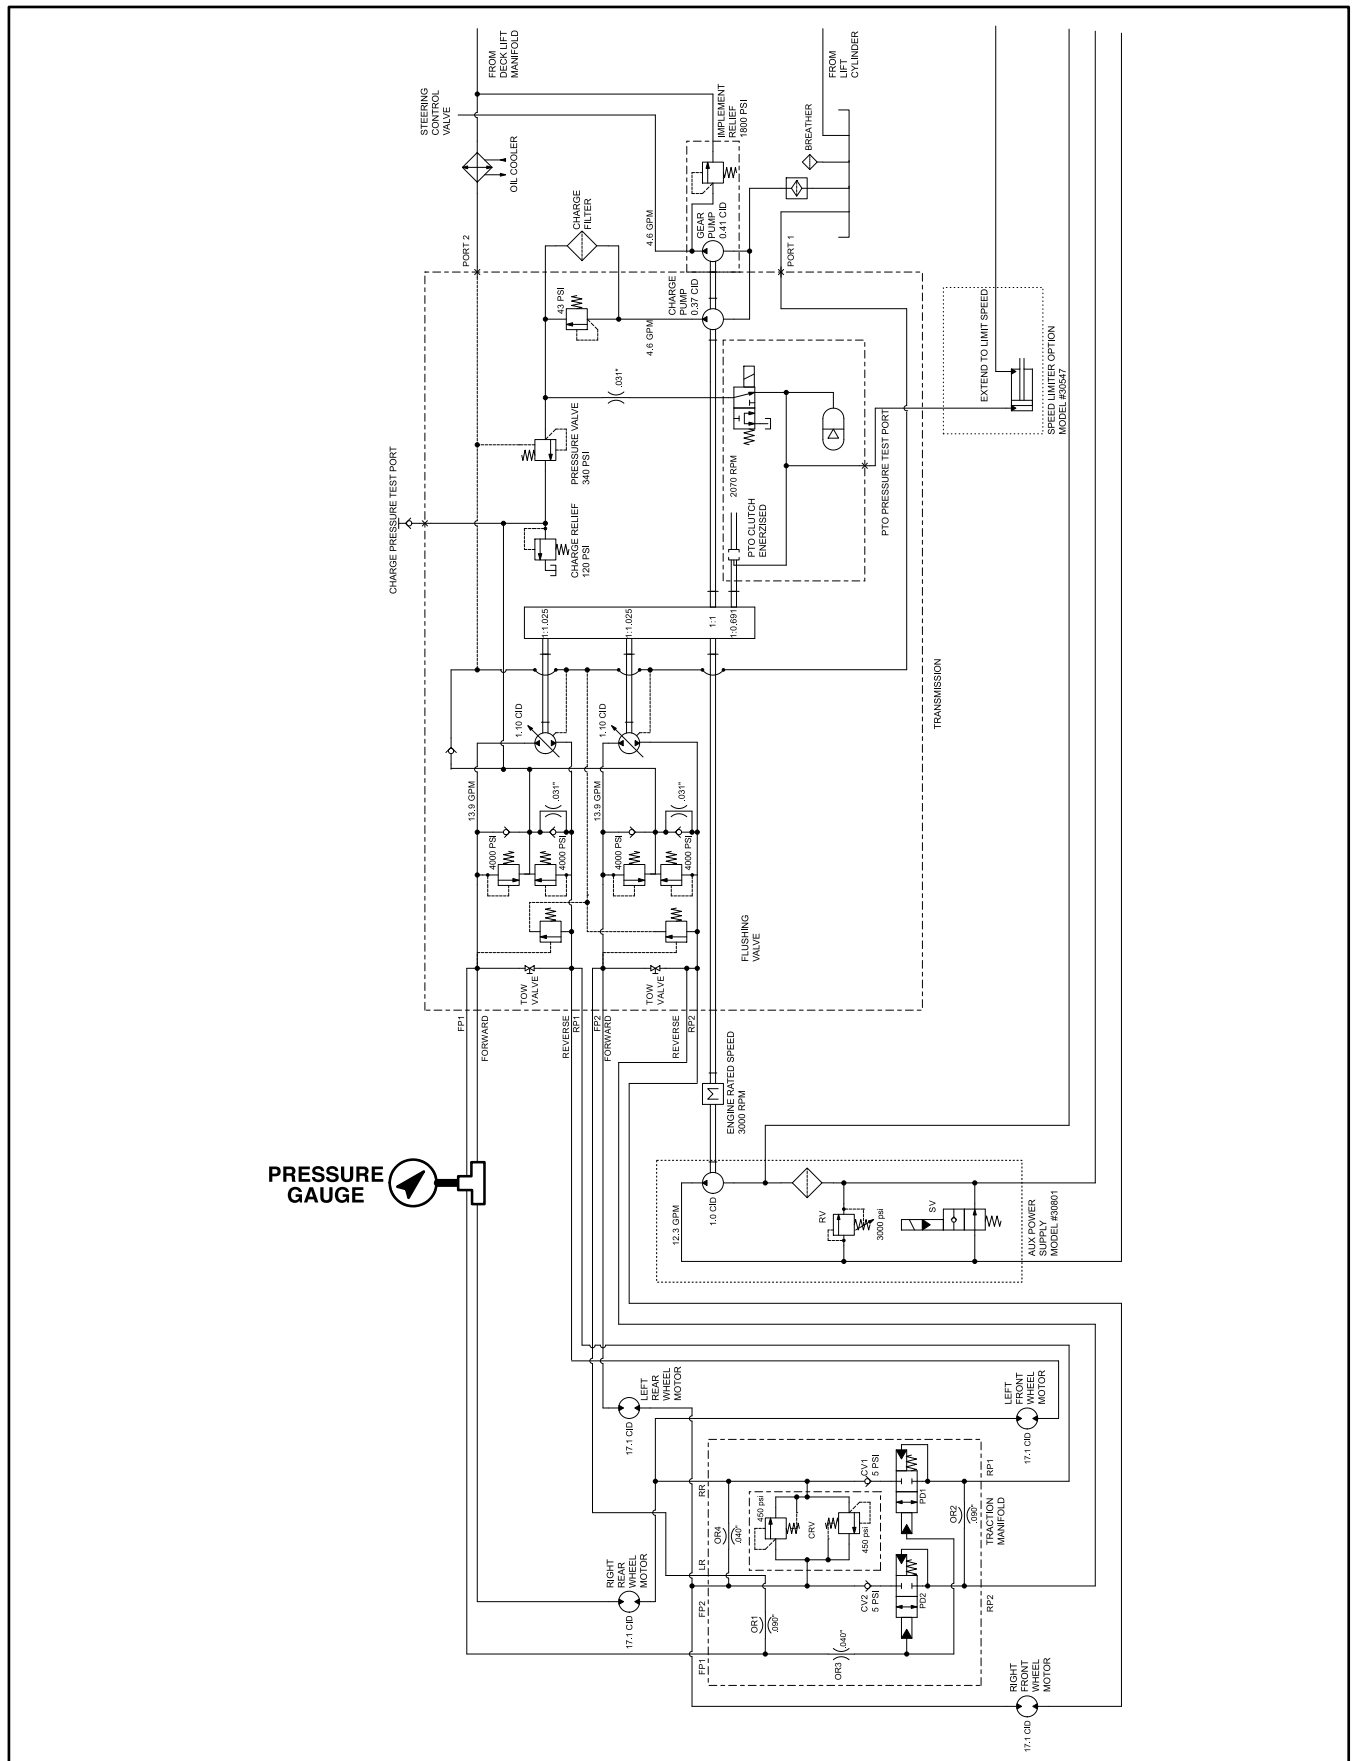 FROM
DECK LIFT
MANIFOLD
FROM
LIFT
CYLINDER
STEERING
CONTROL
VALVE
OIL COOLER
IMPLEMENT
RELIEF
1800 PSI
BREATHER
CHARGE
FILTER
4.6 GPM
GEAR
PUMP
0.41 CID
PORT 2
PORT 1
43 PSI
CHARGE
PUMP
0.37 CID
4.6 GPM
EXTEND TO LIMIT SPEED
SPEED LIMITER OPTION
MODEL #30547
.031"
PRESSURE VALVE
340 PSI
CHARGE PRESSURE TEST PORT
2070 RPM
PTO PRESSURE TEST PORT
PTO CLUTCH
ENERZISED
CHARGE RELIEF
120 PSI
1:1.025
1:1.025
1:1
1:0.691
TRANSMISSION
1.10 CID
1.10 CID
13.9 GPM
13.9 GPM
.031"
.031"
4000 PSI
4000 PSI
4000 PSI
4000 PSI
FLUSHING
VALVE
TOW
VALVE
TOW
VALVE
FP1
FORWARD
REVERSE
RP1
FP2
FORWARD
REVERSE
RP2
M
ENGINE RATED SPEED
3000 RPM
PRESSURE
GAUGE
12.3 GPM
1.0 CID
RV
3000 psi
SV
AUX POWER
SUPPLY
MODEL #30801
LEFT
REAR
WHEEL
MOTOR
17.1 CID
LEFT
FRONT
WHEEL
MOTOR
17.1 CID
RR
CV1
5 PSI
PD1
RP1
450 psi
CRV
450 psi
OR4
.040"
OR2
.090"
TRACTION
MANIFOLD
LR
RIGHT
REAR
WHEEL
MOTOR
17.1 CID
FP2
CV2
5 PSI
PD2
RP2
OR1
.090"
FP1
OR3
.040"
RIGHT
FRONT
WHEEL
MOTOR
17.1 CID